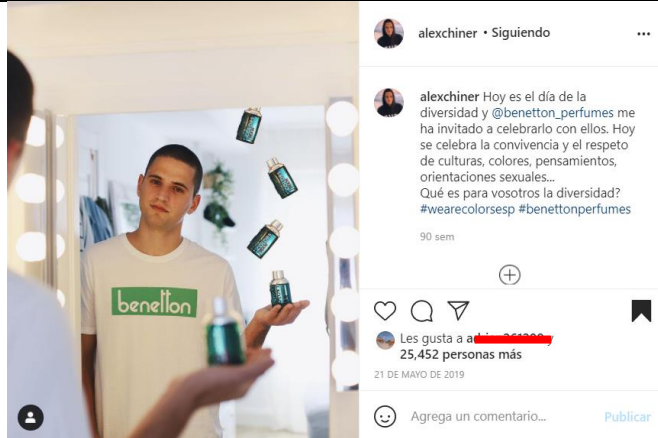 alexchiner • Siguiendo
alexchiner Hoy es el día de la
diversidad y @benetton_perfumes me
ha invitado a celebrarlo con ellos. Hoy
se celebra la convivencia y el respeto
de culturas, colores, pensamientos,
orientaciones sexuales...
Qué es para vosotros la diversidad?
#wearecolorsesp #benettonperfumes
90 sem
benetton
Les gusta a
y
25,452 personas más
21 DE MAYO DE 2019
Agrega un comentario...
Publicar